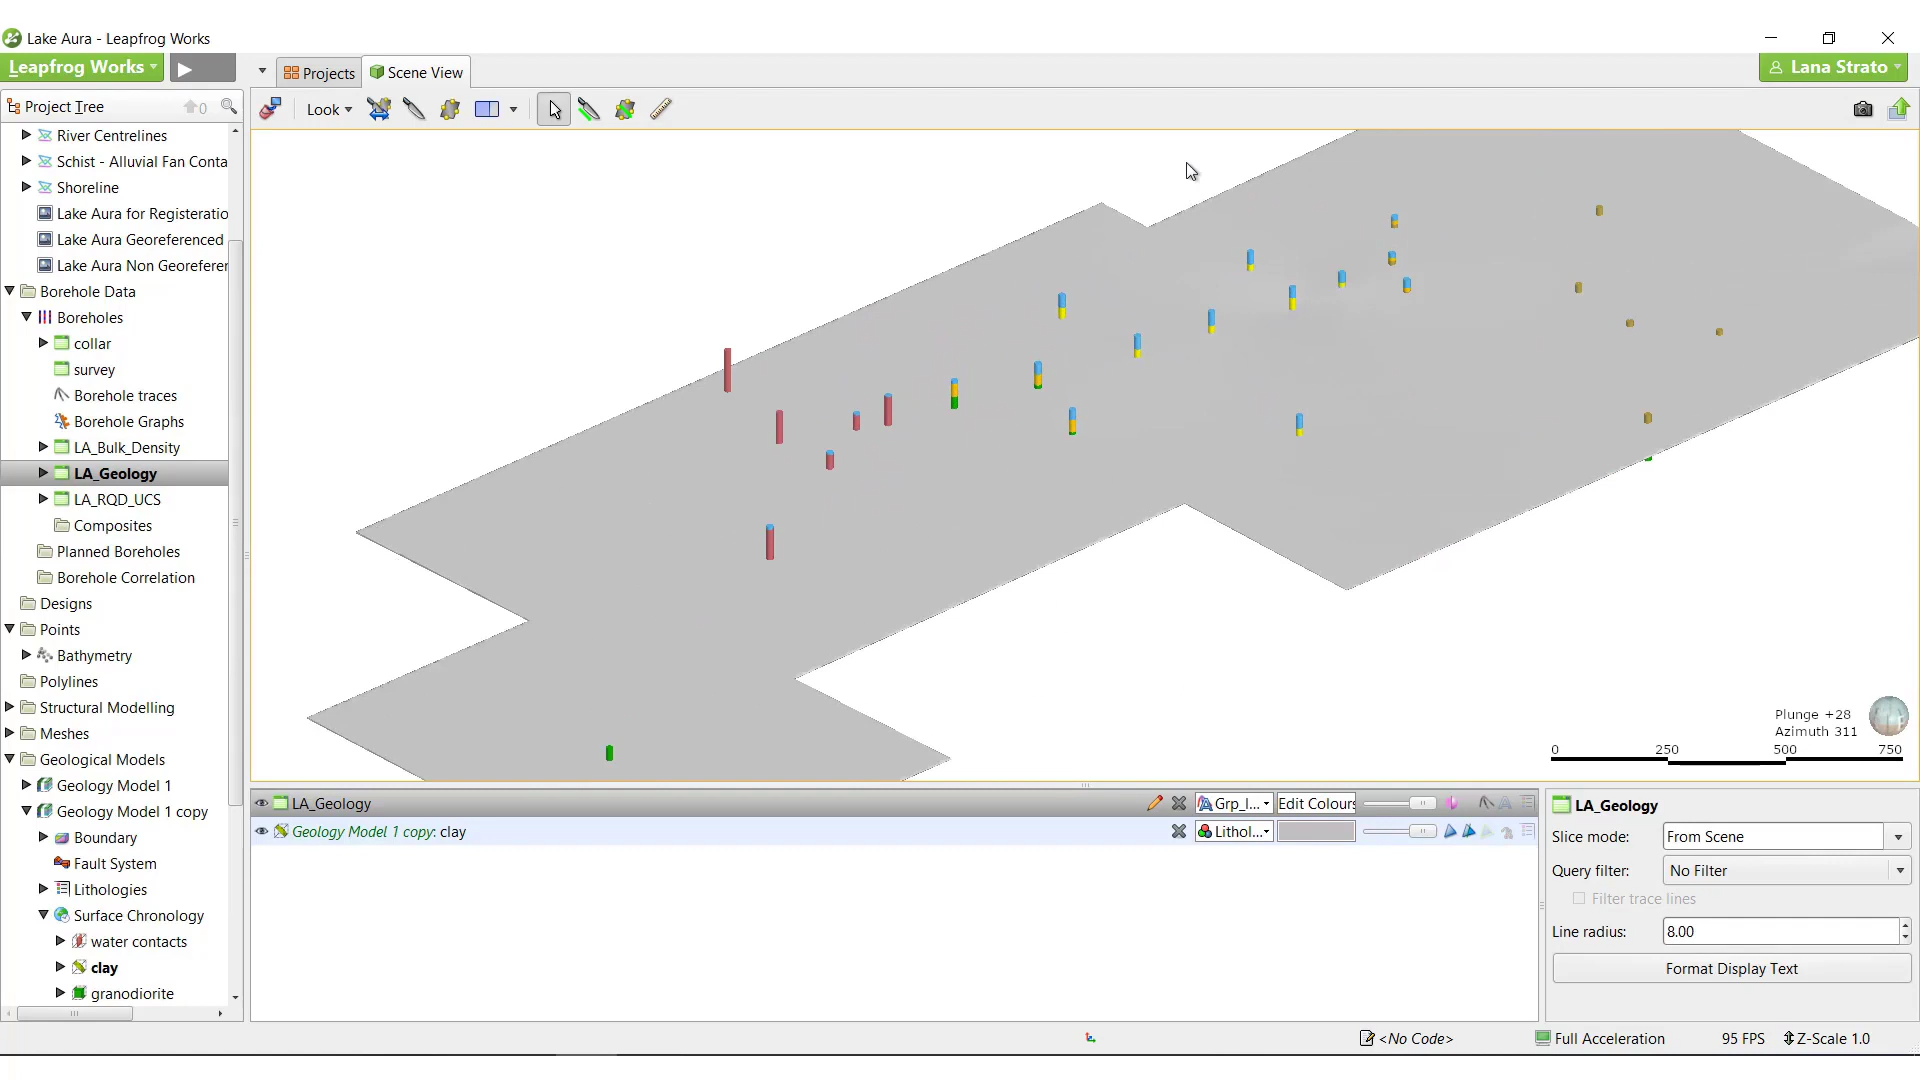 Lake Aura - Leapfrog Works
Leapfrog Works
Projects
Scene View
Lana Strato
Project Tree
0
Look
River Centrelines
Schist - Alluvial Fan Conta
Shoreline
Lake Aura for Registeratio
Lake Aura Georeferenced
Lake Aura Non Georeferer
Borehole Data
Boreholes
collar
survey
Borehole traces
Borehole Graphs
LA_Bulk_Density
LA_Geology
LA_RQD_UCS
Composites
Planned Boreholes
Borehole Correlation
Designs
Points
Bathymetry
Polylines
Structural Modelling
Meshes
Geological Models
Geology Model 1
Geology Model 1 copy
Boundary
Fault System
Lithologies
Surface Chronology
water contacts
clay
granodiorite
Plunge +28
Azimuth 311
0 250 500 750
LA_Geology
Grp_l...
Edit Colours
Geology Model 1 copy: clay
Lithol...
LA_Geology
Slice mode: From Scene
Query filter: No Filter
Filter trace lines
Line radius: 8.00
Format Display Text
<No Code>
Full Acceleration
95 FPS
Z-Scale 1.0